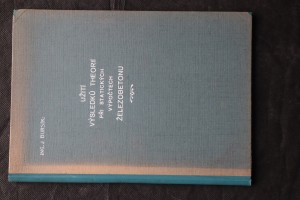 UŽITÍ
VÝSLEDKŮ THEORIE
PŘI STATICKÝCH
VÝPOČTECH
ŽELEZOBETONU